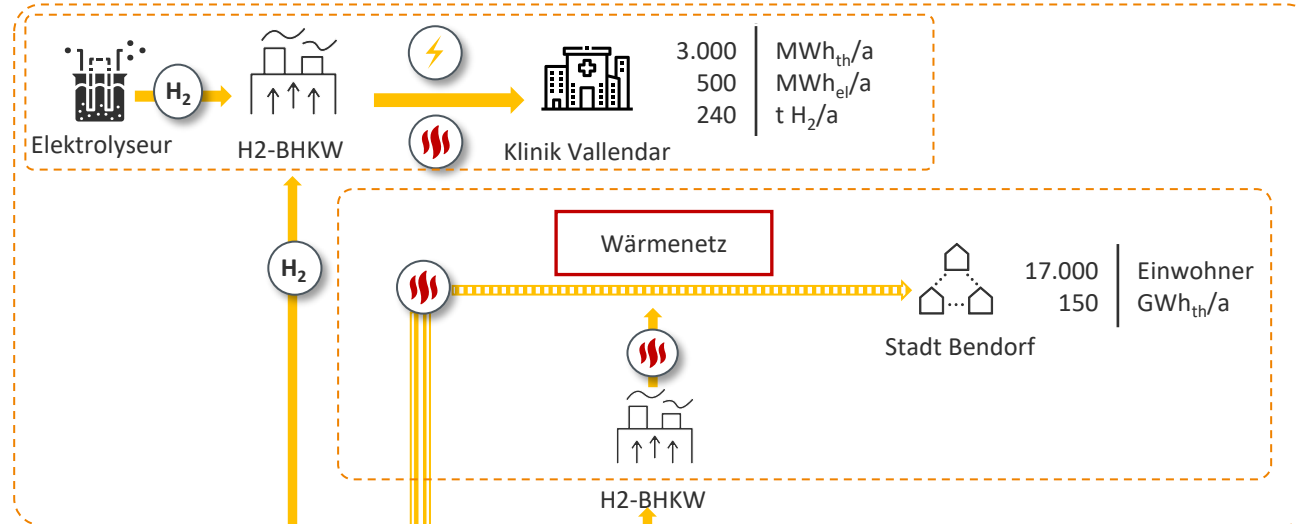 3.000 MWhth/a
500 MWhel/a
240 t H2/a
H2
Elektrolyseur
H2-BHKW
Klinik Vallendar
Wärmenetz
H2
17.000 Einwohner
150 GWhth/a
Stadt Bendorf
H2-BHKW